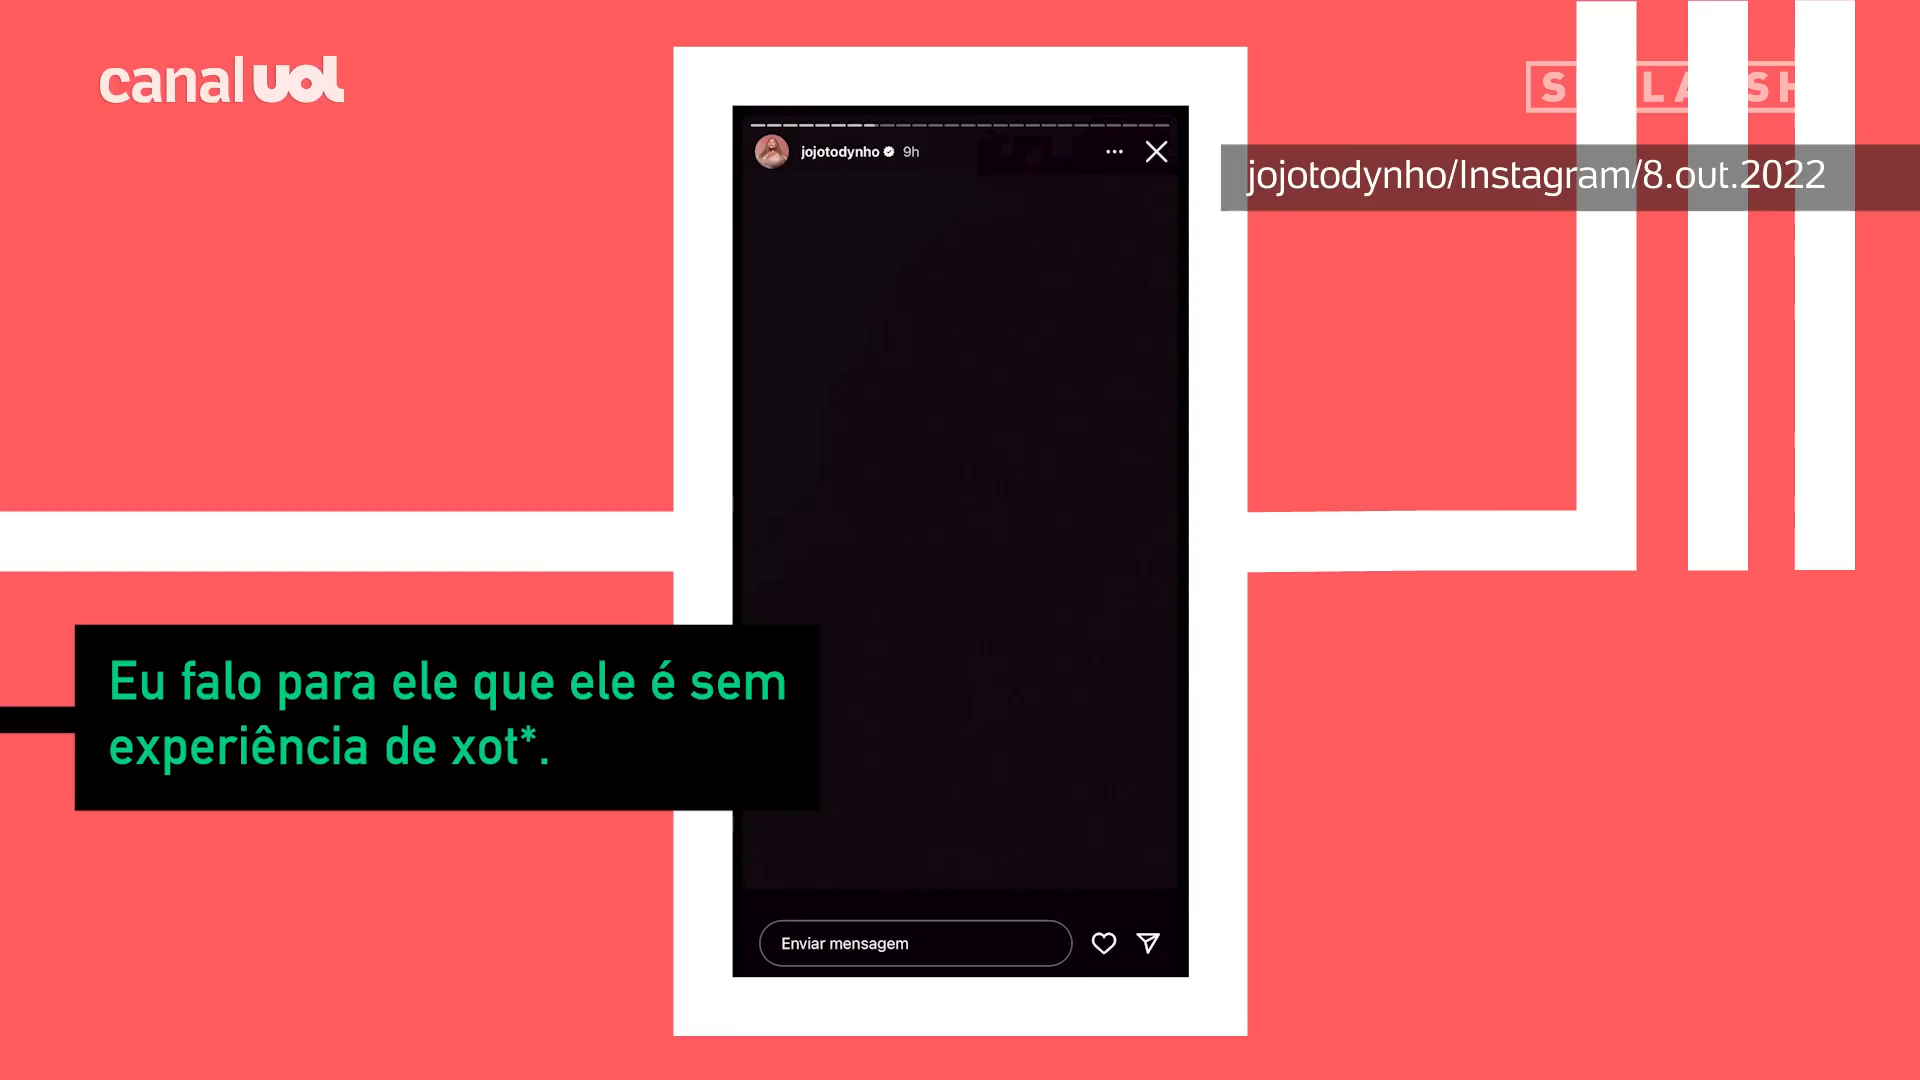 canal uol
SPLASH
jojotodynho/Instagram/8.out.2022
jojotodynho 9h
Eu falo para ele que ele é sem
experiência de xot*.
Enviar mensagem